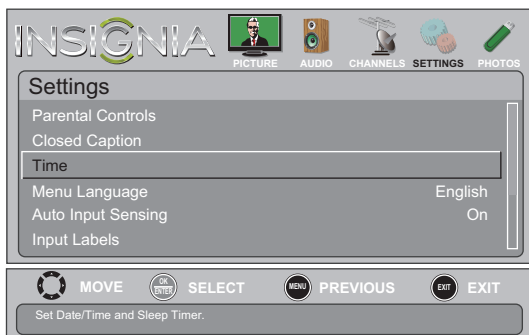 INSIGNIA
PICTURE AUDIO CHANNELS SETTINGS PHOTOS
Settings
Parental Controls
Closed Caption
Time
Menu Language English
Auto Input Sensing On
Input Labels
MOVE OK ENTER SELECT MENU PREVIOUS EXIT EXIT
Set Date/Time and Sleep Timer.